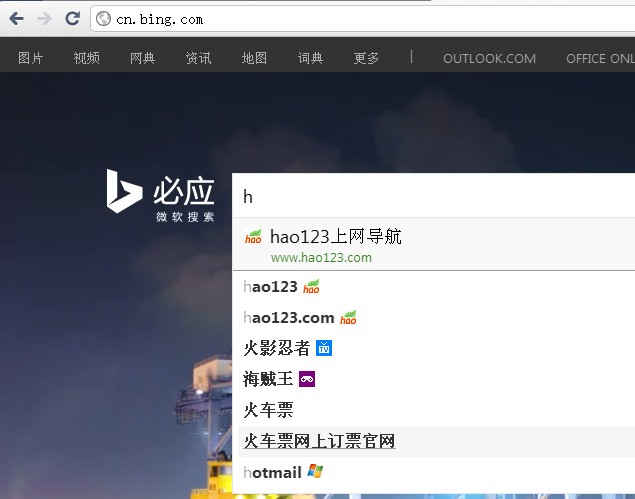 cn.bing.com
图片 视频 网典 资讯 地图 词典 更多 | OUTLOOK.COM OFFICE ONL
必应
微软搜索
h
hao hao123上网导航
www.hao123.com
hao123 hao
hao123.com hao
火影忍者 TV
海贼王
火车票
火车票网上订票官网
hotmail